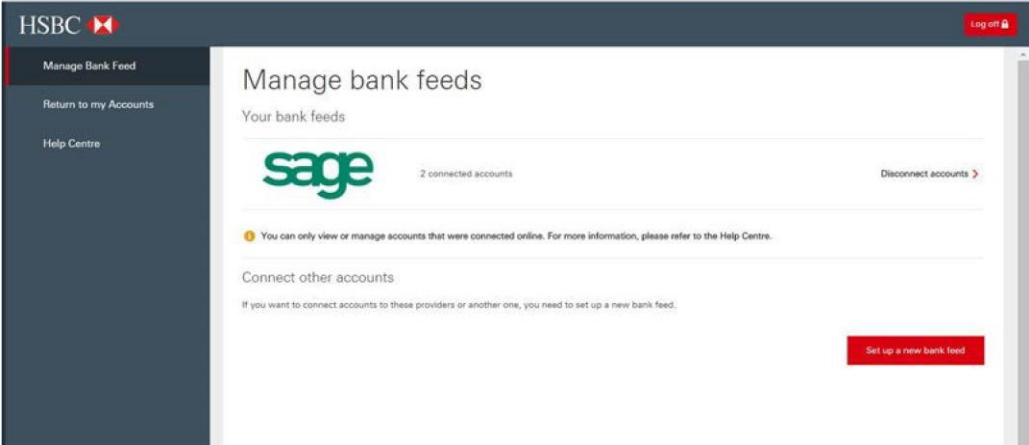 HSBC
Log off
Manage Bank Feed
Return to my Accounts
Help Centre
Manage bank feeds
Your bank feeds
sage
2 connected accounts
Disconnect accounts
You can only view or manage accounts that were connected online. For more information, please refer to the Help Centre.
Connect other accounts
If you want to connect accounts to these providers or another one, you need to set up a new bank feed.
Set up a new bank feed